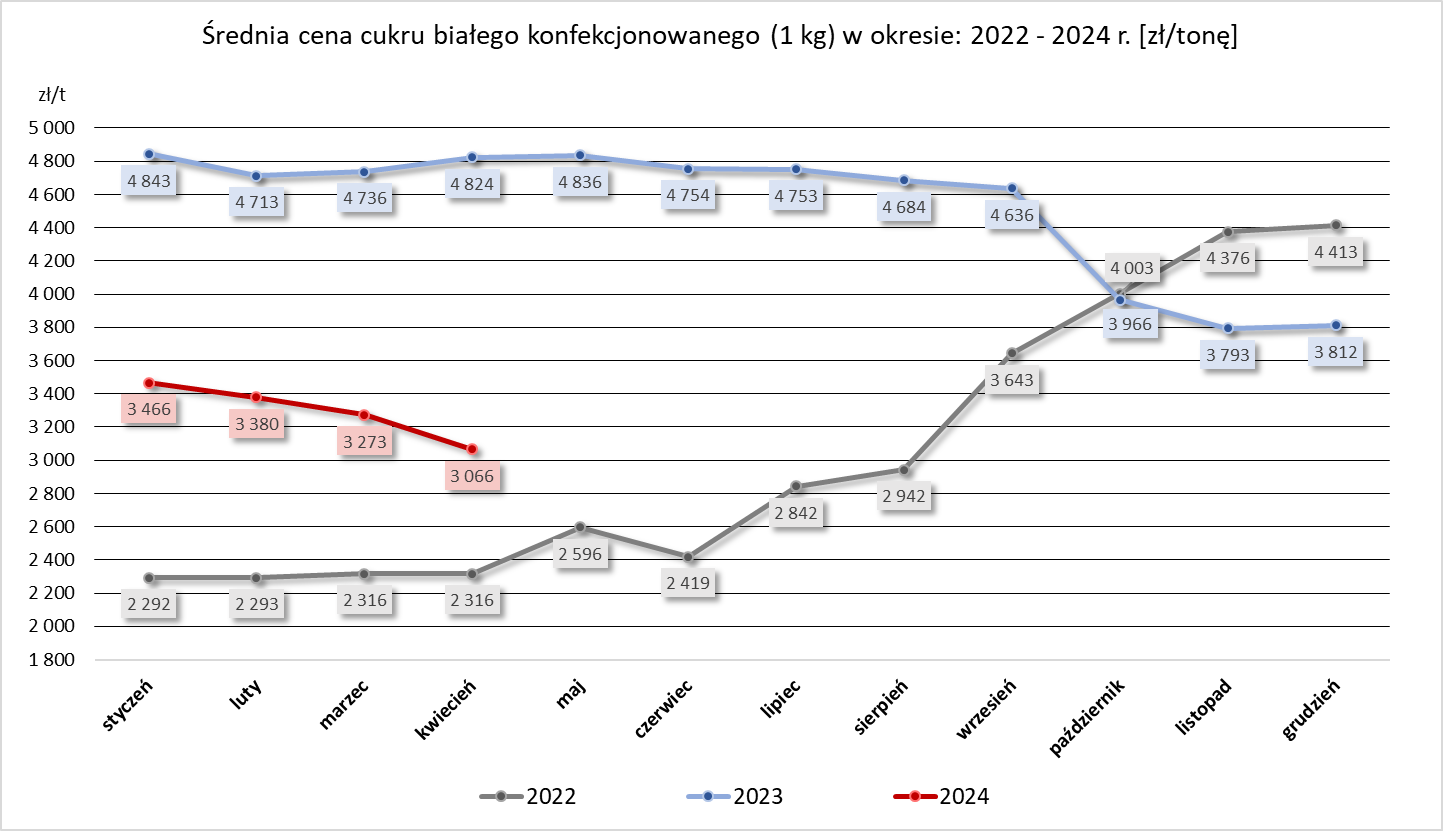 Średnia cena cukru białego konfekcjonowanego (1 kg) w okresie: 2022 - 2024 r. [zł/tonę]
zł/t
5 000
4 800
4 600
4 400
4 200
4 000
3 800
3 600
3 400
3 200
3 000
2 800
2 600
2 400
2 200
2 000
1 800
4 843 4 713 4 736 4 824 4 836 4 754 4 753 4 684 4 636 3 966 3 793 3 812
3 466 3 380 3 273 3 066
2 292 2 293 2 316 2 316 2 596 2 419 2 842 2 942 3 643 4 003 4 376 4 413
styczeń luty marzec kwiecień maj czerwiec lipiec sierpień wrzesień październik listopad grudzień
2022 2023 2024